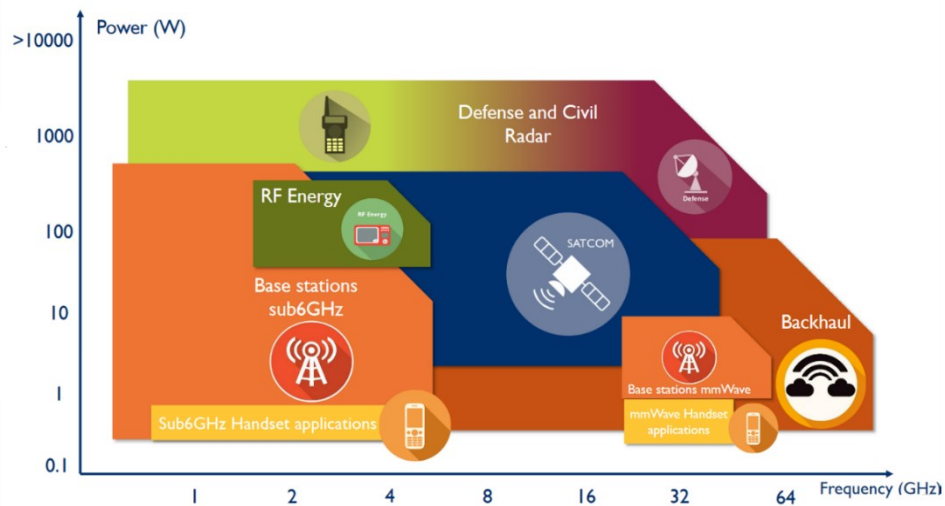 Power (W)
>10000
1000
100
10
1
0.1
Defense and Civil
Radar
Defense
RF Energy
RF Energy
SATCOM
Base stations
sub6GHz
Backhaul
Base stations mmWave
Sub6GHz Handset applications
mmWave Handset
applications
1
2
4
8
16
32
64
Frequency (GHz)